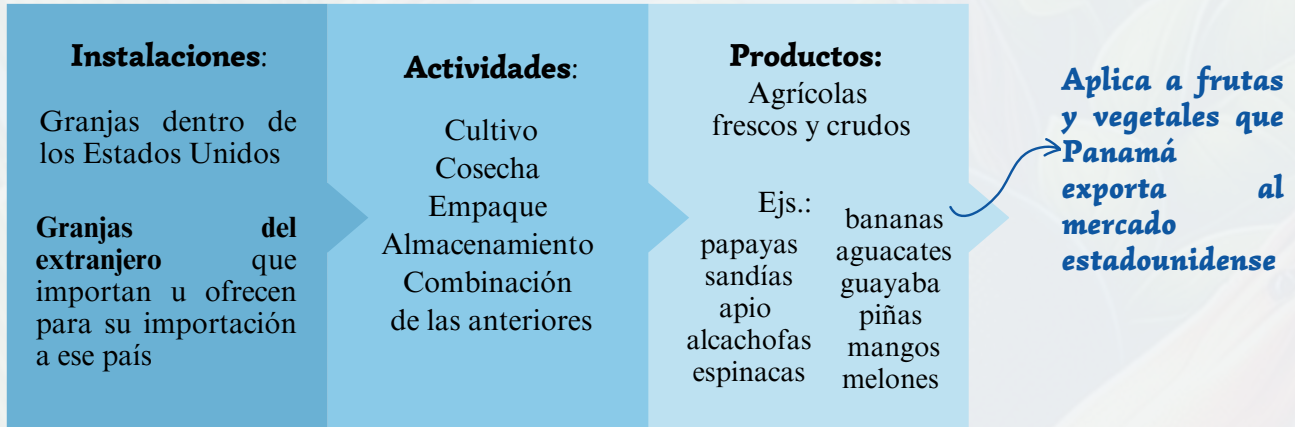 Instalaciones:
Granjas dentro de
los Estados Unidos
Granjas del
extranjero que
importan u ofrecen
para su importación
a ese país
Actividades:
Cultivo
Cosecha
Empaque
Almacenamiento
Combinación
de las anteriores
Productos:
Agrícolas
frescos y crudos
Ejs.:
papayas
sandías
apio
alcachofas
espinacas
bananas
aguacates
guayaba
piñas
mangos
melones
Aplica a frutas
y vegetales que
Panamá
exporta al
mercado
estadounidense